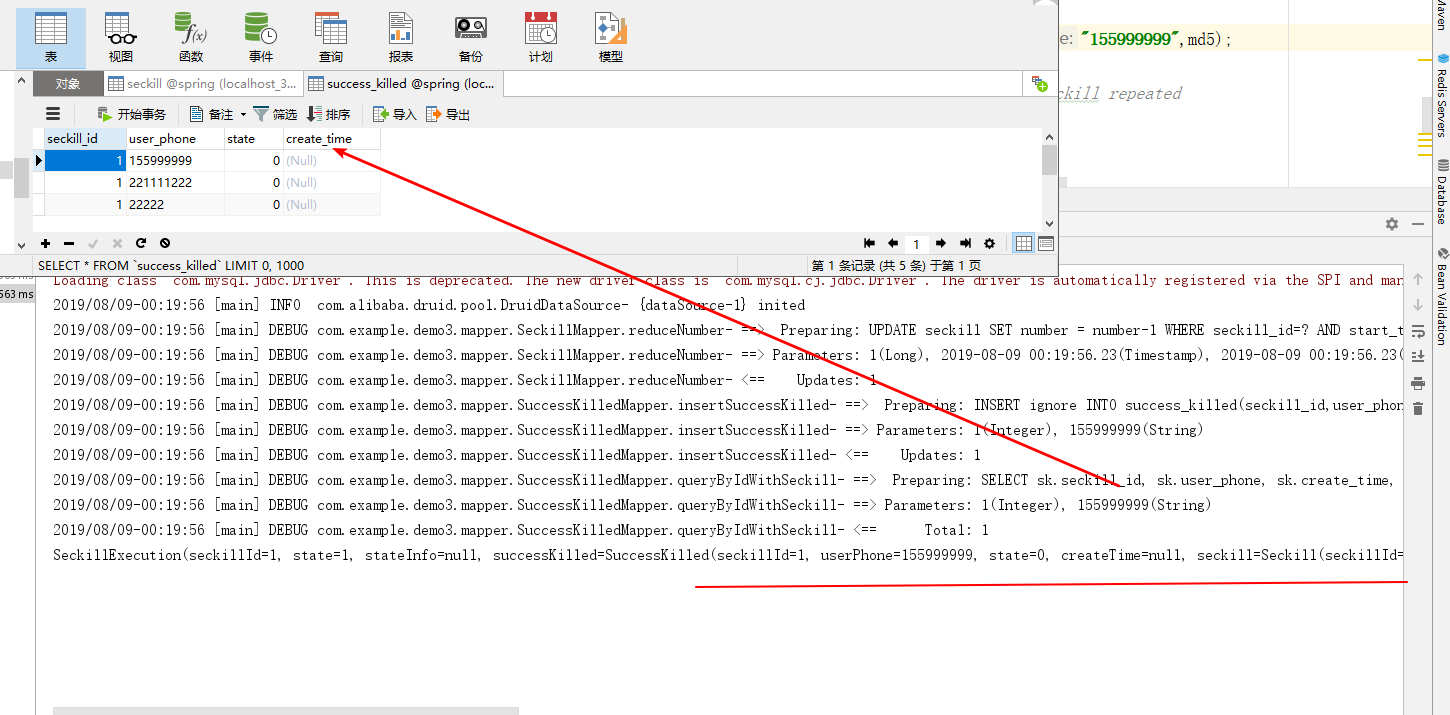 表 视图 函数 事件 查询 报表 备份 计划 模型
对象 seckill @spring (localhost_3... success_killed @spring (loc...
开始事务 备注 筛选 排序 导入 导出
seckill_id user_phone state create_time
1 155999999 0 (Null)
1 221111222 0 (Null)
1 22222 0 (Null)
1
SELECT * FROM `success_killed` LIMIT 0, 1000 第 1 条记录 (共 5 条) 于第 1 页
e: "155999999",md5);
ckill repeated
Maven
Redis Servers
Database
Bean Validation
563 ms
Loading class `com.mysql.jdbc.Driver'. This is deprecated. The new driver class is `com.mysql.cj.jdbc.Driver'. The driver is automatically registered via the SPI and man
2019/08/09-00:19:56 [main] INFO  com.alibaba.druid.pool.DruidDataSource- {dataSource-1} inited
2019/08/09-00:19:56 [main] DEBUG com.example.demo3.mapper.SeckillMapper.reduceNumber- ==>  Preparing: UPDATE seckill SET number = number-1 WHERE seckill_id=? AND start_t
2019/08/09-00:19:56 [main] DEBUG com.example.demo3.mapper.SeckillMapper.reduceNumber- ==> Parameters: 1(Long), 2019-08-09 00:19:56.23(Timestamp), 2019-08-09 00:19:56.23(
2019/08/09-00:19:56 [main] DEBUG com.example.demo3.mapper.SeckillMapper.reduceNumber- <==    Updates: 1
2019/08/09-00:19:56 [main] DEBUG com.example.demo3.mapper.SuccessKilledMapper.insertSuccessKilled- ==>  Preparing: INSERT ignore INTO success_killed(seckill_id,user_phon
2019/08/09-00:19:56 [main] DEBUG com.example.demo3.mapper.SuccessKilledMapper.insertSuccessKilled- ==> Parameters: 1(Integer), 155999999(String)
2019/08/09-00:19:56 [main] DEBUG com.example.demo3.mapper.SuccessKilledMapper.insertSuccessKilled- <==    Updates: 1
2019/08/09-00:19:56 [main] DEBUG com.example.demo3.mapper.SuccessKilledMapper.queryByIdWithSeckill- ==>  Preparing: SELECT sk.seckill_id, sk.user_phone, sk.create_time,
2019/08/09-00:19:56 [main] DEBUG com.example.demo3.mapper.SuccessKilledMapper.queryByIdWithSeckill- ==> Parameters: 1(Integer), 155999999(String)
2019/08/09-00:19:56 [main] DEBUG com.example.demo3.mapper.SuccessKilledMapper.queryByIdWithSeckill- <==      Total: 1
SeckillExecution(seckillId=1, state=1, stateInfo=null, successKilled=SuccessKilled(seckillId=1, userPhone=155999999, state=0, createTime=null, seckill=Seckill(seckillId=